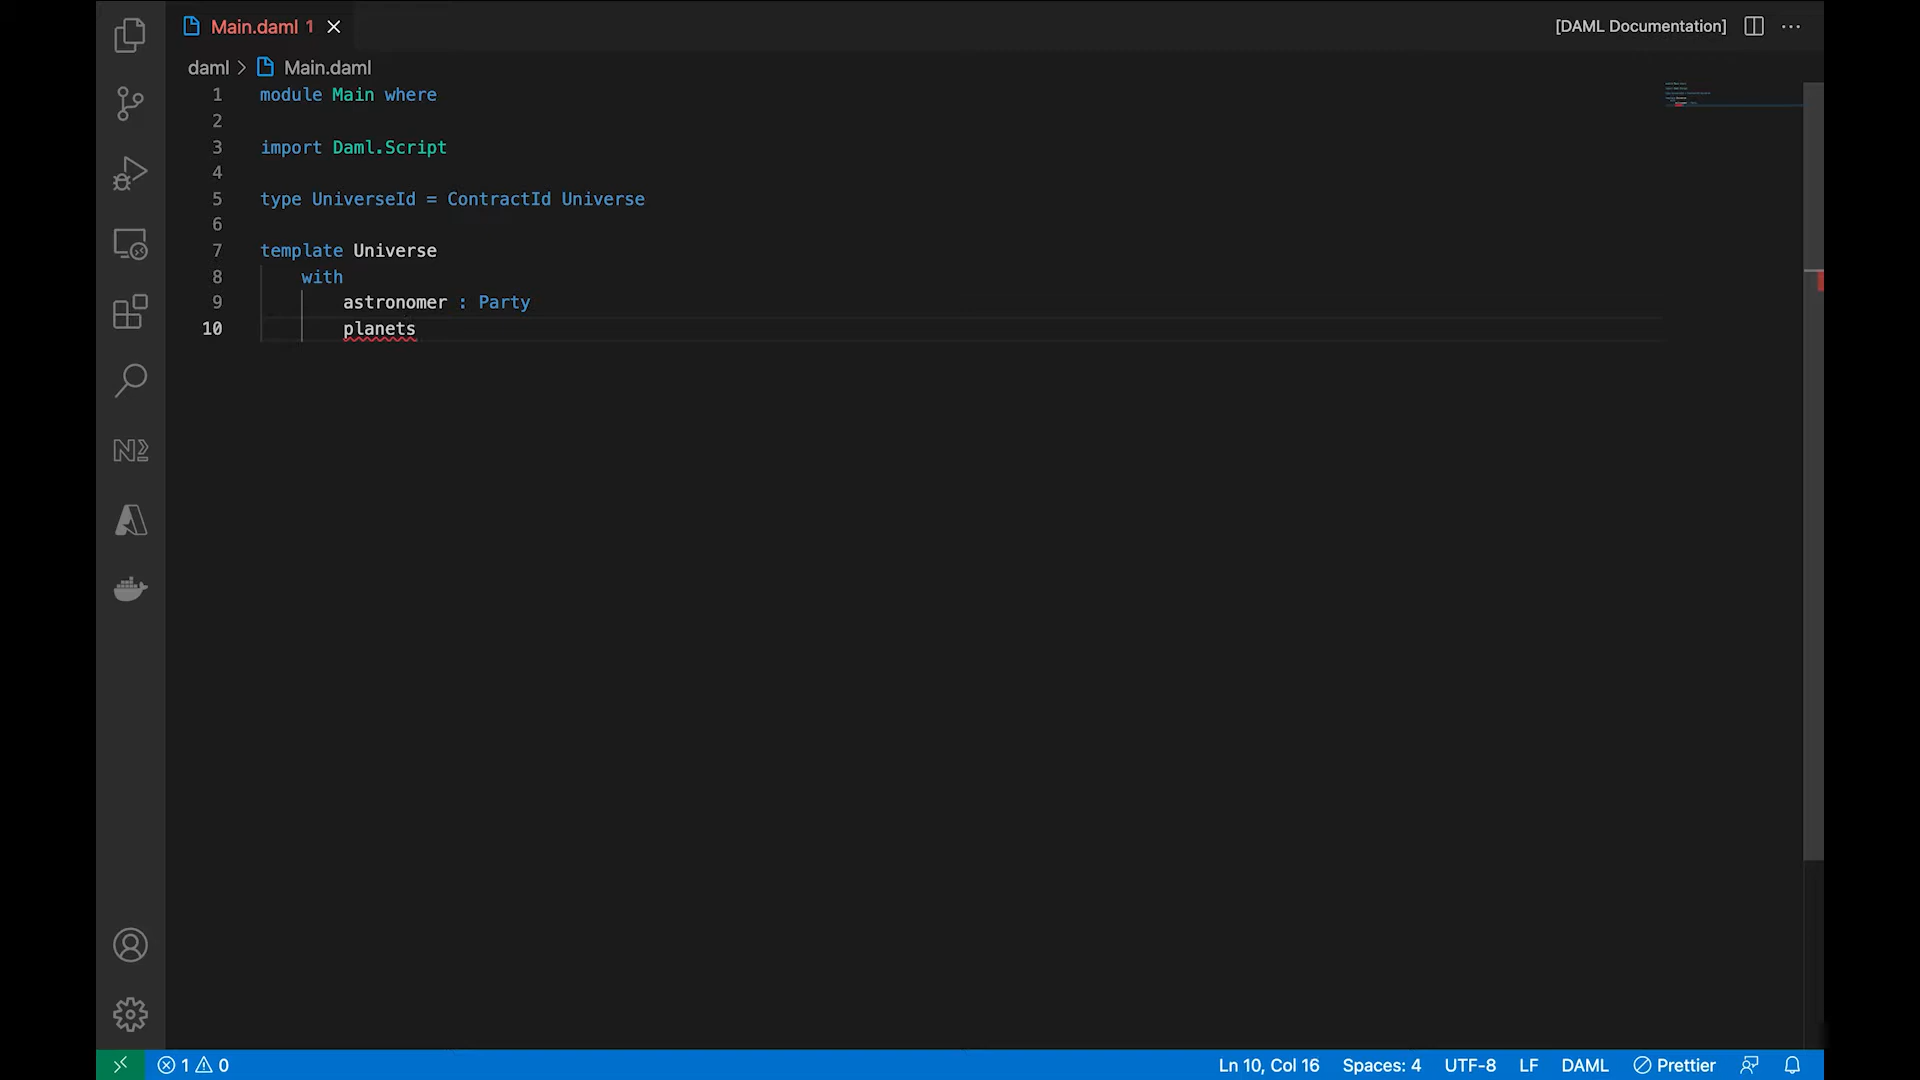 Main.daml 1
[DAML Documentation]
daml > Main.daml
1 module Main where
2
3 import Daml.Script
4
5 type UniverseId = ContractId Universe
6
7 template Universe
8 with
9 astronomer : Party
10 planets
1 0
Ln 10, Col 16 Spaces: 4 UTF-8 LF DAML Prettier